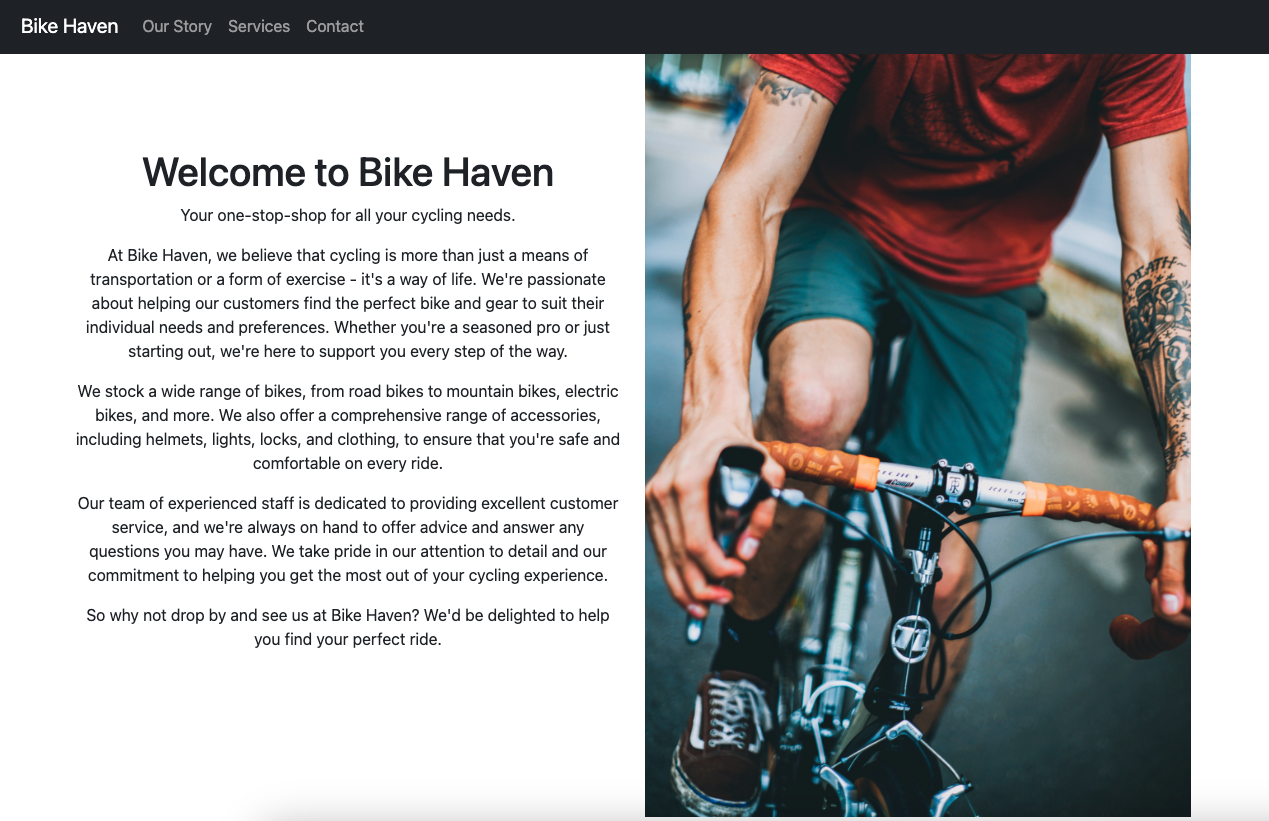 Bike Haven Our Story Services Contact
Welcome to Bike Haven
Your one-stop-shop for all your cycling needs.
At Bike Haven, we believe that cycling is more than just a means of
transportation or a form of exercise - it's a way of life. We're passionate
about helping our customers find the perfect bike and gear to suit their
individual needs and preferences. Whether you're a seasoned pro or just
starting out, we're here to support you every step of the way.
We stock a wide range of bikes, from road bikes to mountain bikes, electric
bikes, and more. We also offer a comprehensive range of accessories,
including helmets, lights, locks, and clothing, to ensure that you're safe and
comfortable on every ride.
Our team of experienced staff is dedicated to providing excellent customer
service, and we're always on hand to offer advice and answer any
questions you may have. We take pride in our attention to detail and our
commitment to helping you get the most out of your cycling experience.
So why not drop by and see us at Bike Haven? We'd be delighted to help
you find your perfect ride.
DEATH